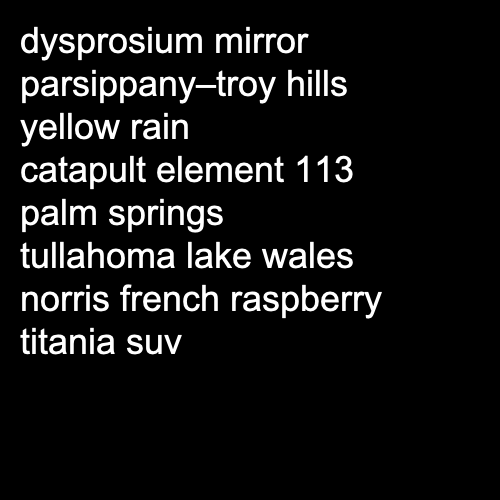 dysprosium mirror
parsippany–troy hills
yellow rain
catapult element 113
palm springs
tullahoma lake wales
norris french raspberry
titania suv